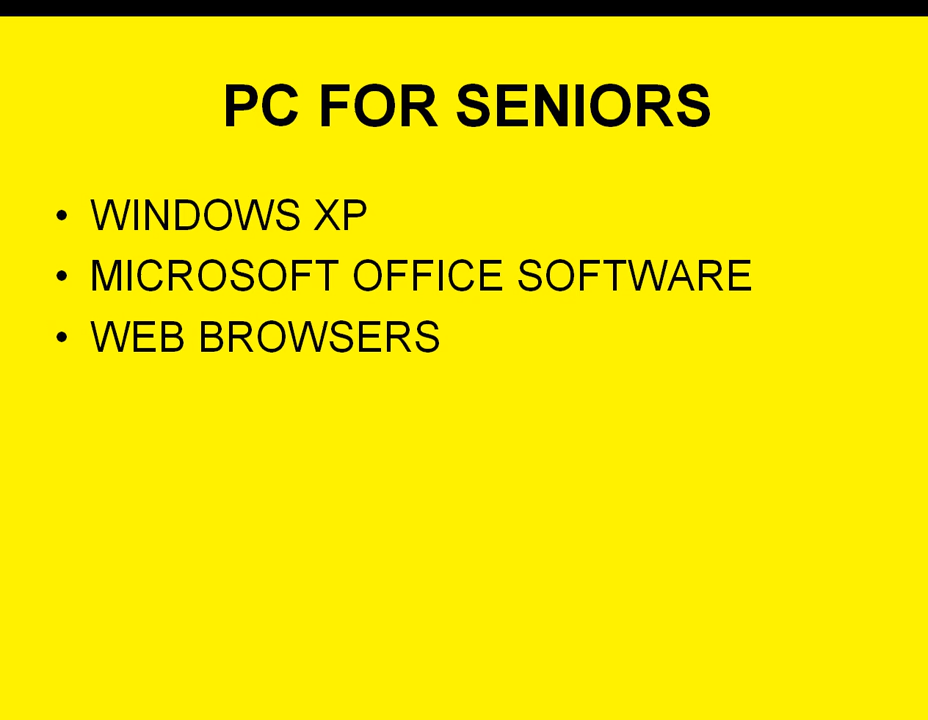 PC FOR SENIORS
• WINDOWS XP
• MICROSOFT OFFICE SOFTWARE
• WEB BROWSERS